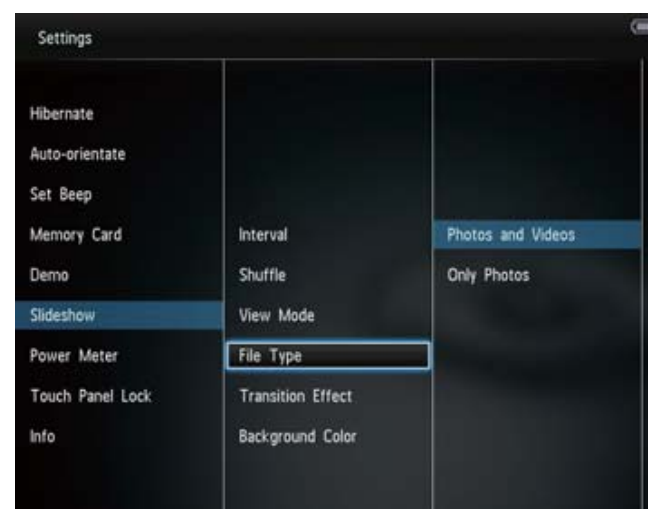 Settings
Hibernate
Auto-orientate
Set Beep
Memory Card
Demo
Slideshow
Power Meter
Touch Panel Lock
Info
Interval
Shuffle
View Mode
File Type
Transition Effect
Background Color
Photos and Videos
Only Photos